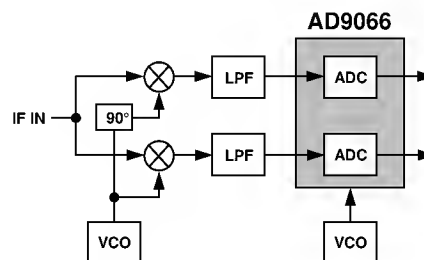 AD9066
LPF
ADC
IF IN
90°
LPF
ADC
VCO
VCO